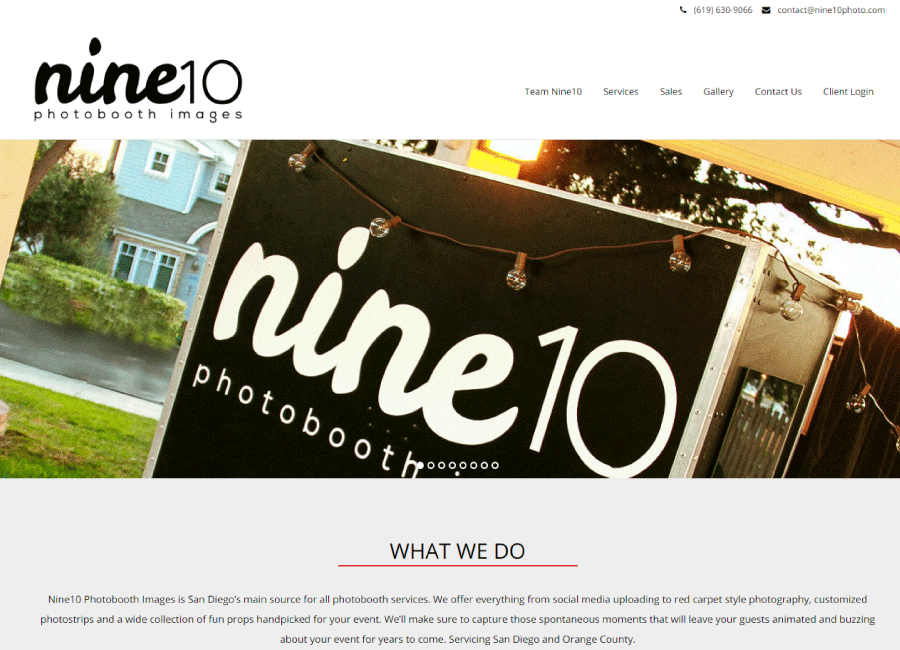 (619) 630-9066 contact@nine10photo.com
nine10
photobooth images
Team Nine10 Services Sales Gallery Contact Us Client Login
nine10
photobooth
WHAT WE DO
Nine10 Photobooth Images is San Diego's main source for all photobooth services. We offer everything from social media uploading to red carpet style photography, customized
photostrips and a wide collection of fun props handpicked for your event. We'll make sure to capture those spontaneous moments that will leave your guests animated and buzzing
about your event for years to come. Servicing San Diego and Orange County.